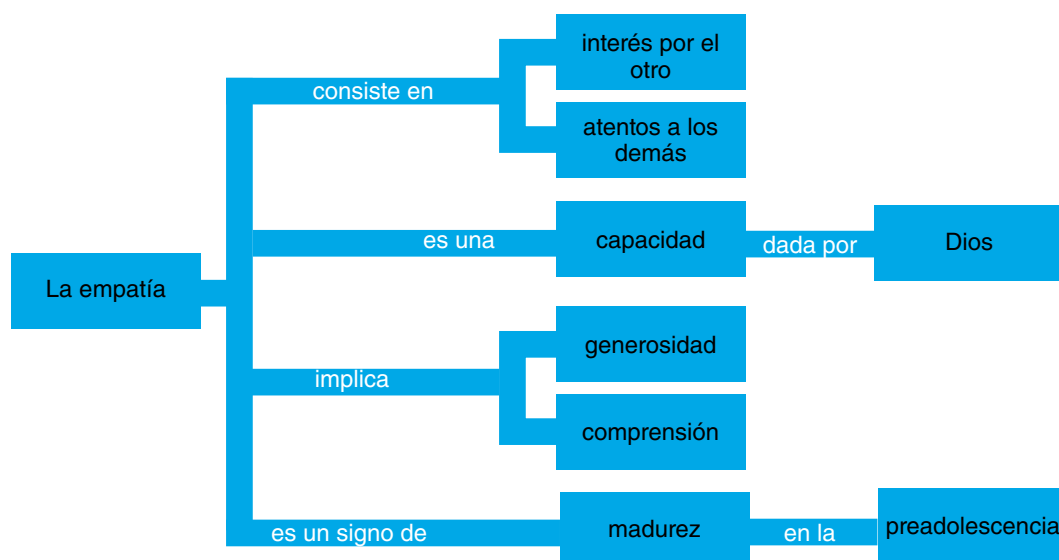 La empatía
consiste en
interés por el
otro
atentos a los
demás
es una
capacidad
dada por
Dios
implica
generosidad
comprensión
es un signo de
madurez
en la
preadolescencia